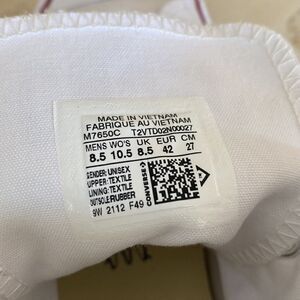 MADE IN VIETNAM
FABRIQUE AU VIETNAM
M7650C T2VTD02N00027
MENS WO'S UK EUR CM
8.5 10.5 8.5 42 27
GENDER: UNISEX
UPPER: TEXTILE
LINING: TEXTILE
OUTSOLE: RUBBER
9W 2112 F49
CONVERSE